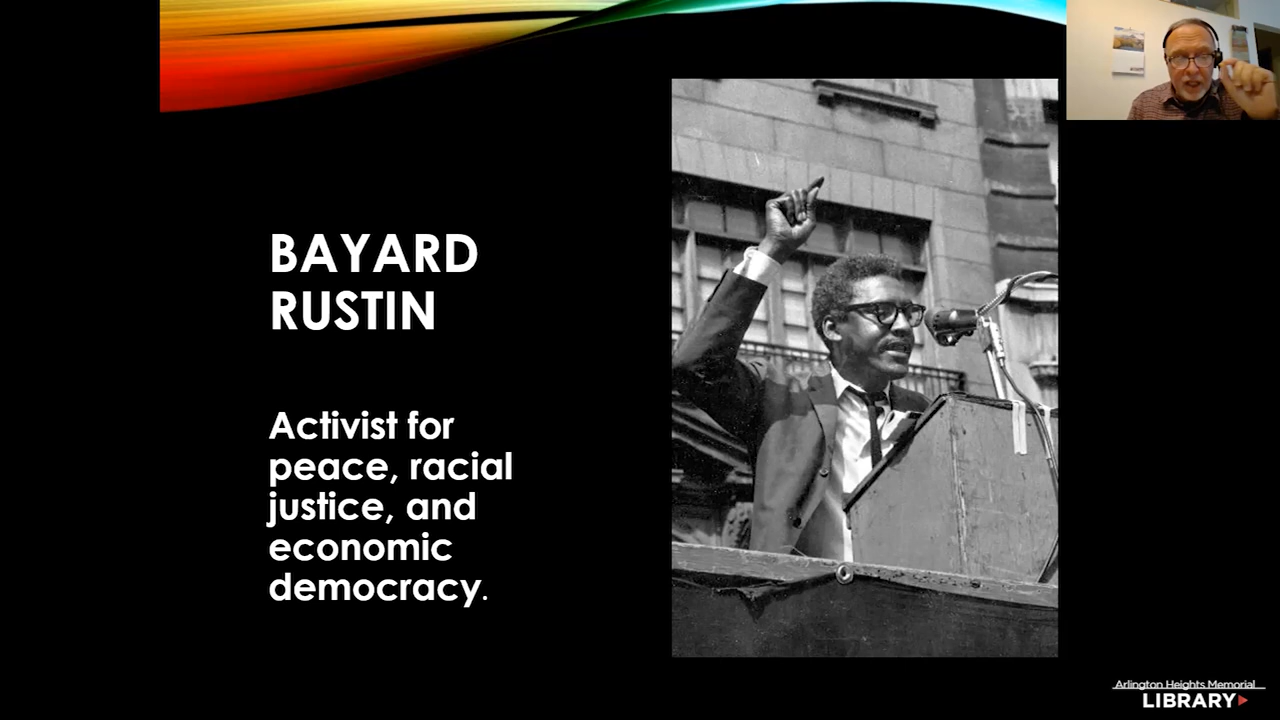 BAYARD
RUSTIN
Activist for
peace, racial
justice, and
economic
democracy.
Arlington Heights Memorial
LIBRARY